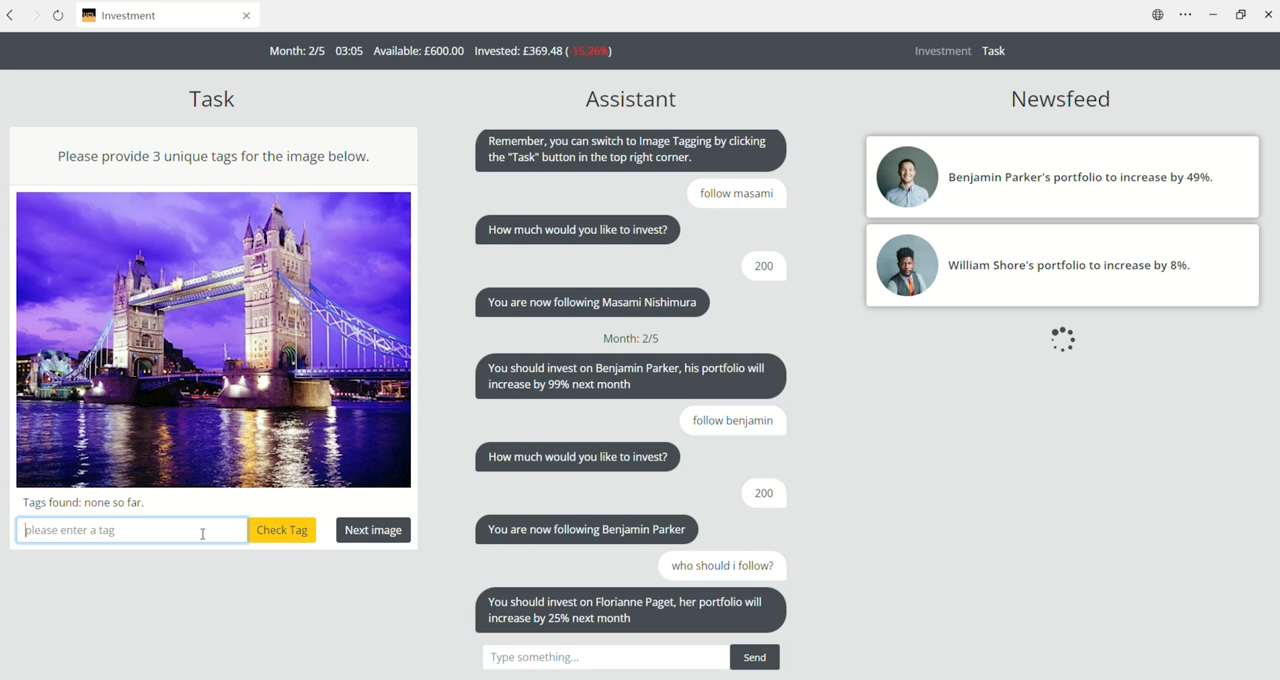 UCL Investment
Month: 2/5 03:05 Available: £600.00 Invested: £369.48 (-15.26%)
Investment Task
Task
Please provide 3 unique tags for the image below.
Tags found: none so far.
please enter a tag
Check Tag
Next image
Assistant
Remember, you can switch to Image Tagging by clicking
the "Task" button in the top right corner.
follow masami
How much would you like to invest?
200
You are now following Masami Nishimura
Month: 2/5
You should invest on Benjamin Parker, his portfolio will
increase by 99% next month
follow benjamin
How much would you like to invest?
200
You are now following Benjamin Parker
who should i follow?
You should invest on Florianne Paget, her portfolio will
increase by 25% next month
Type something...
Send
Newsfeed
Benjamin Parker's portfolio to increase by 49%.
William Shore's portfolio to increase by 8%.